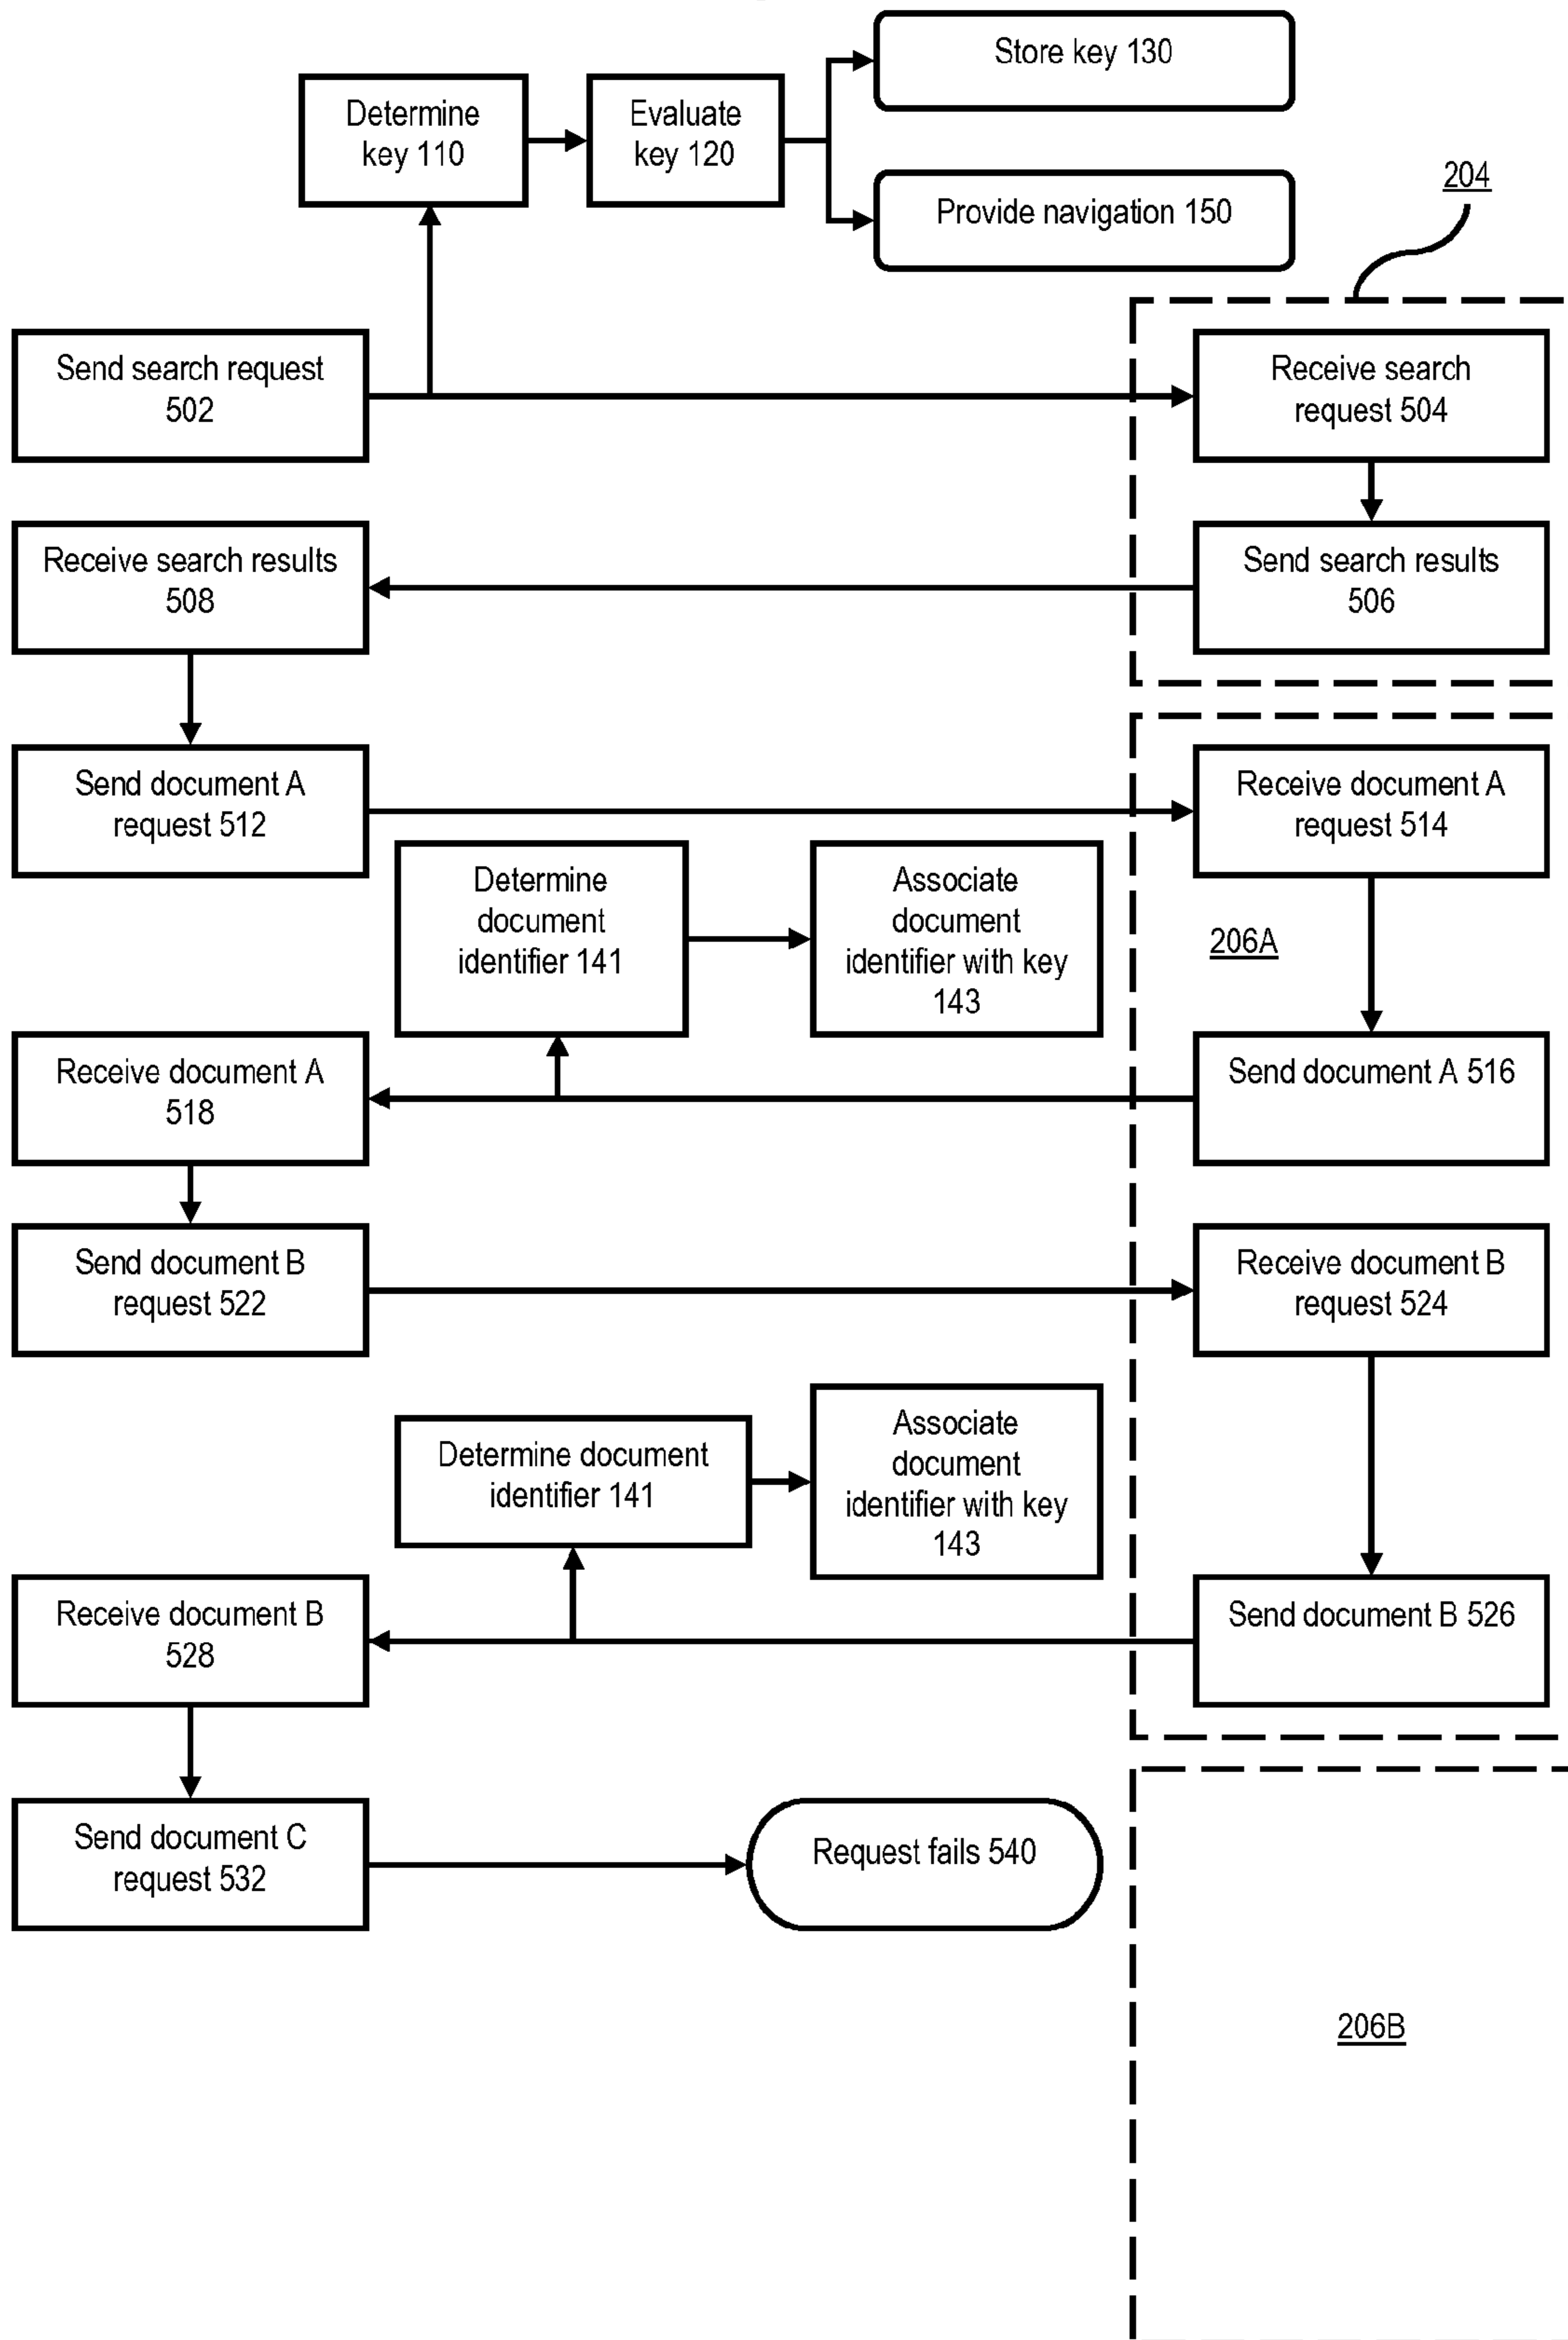 Store key 130
Determine
key 110
Evaluate
key 120
Provide navigation 150
204
Send search request
502
Receive search
request 504
Receive search results
508
Send search results
506
Send document A
request 512
Receive document A
request 514
Determine
document
identifier 141
Associate
document
identifier with key
143
206A
Receive document A
518
Send document A 516
Send document B
request 522
Receive document B
request 524
Determine document
identifier 141
Associate
document
identifier with key
143
Receive document B
528
Send document B 526
Send document C
request 532
Request fails 540
206B